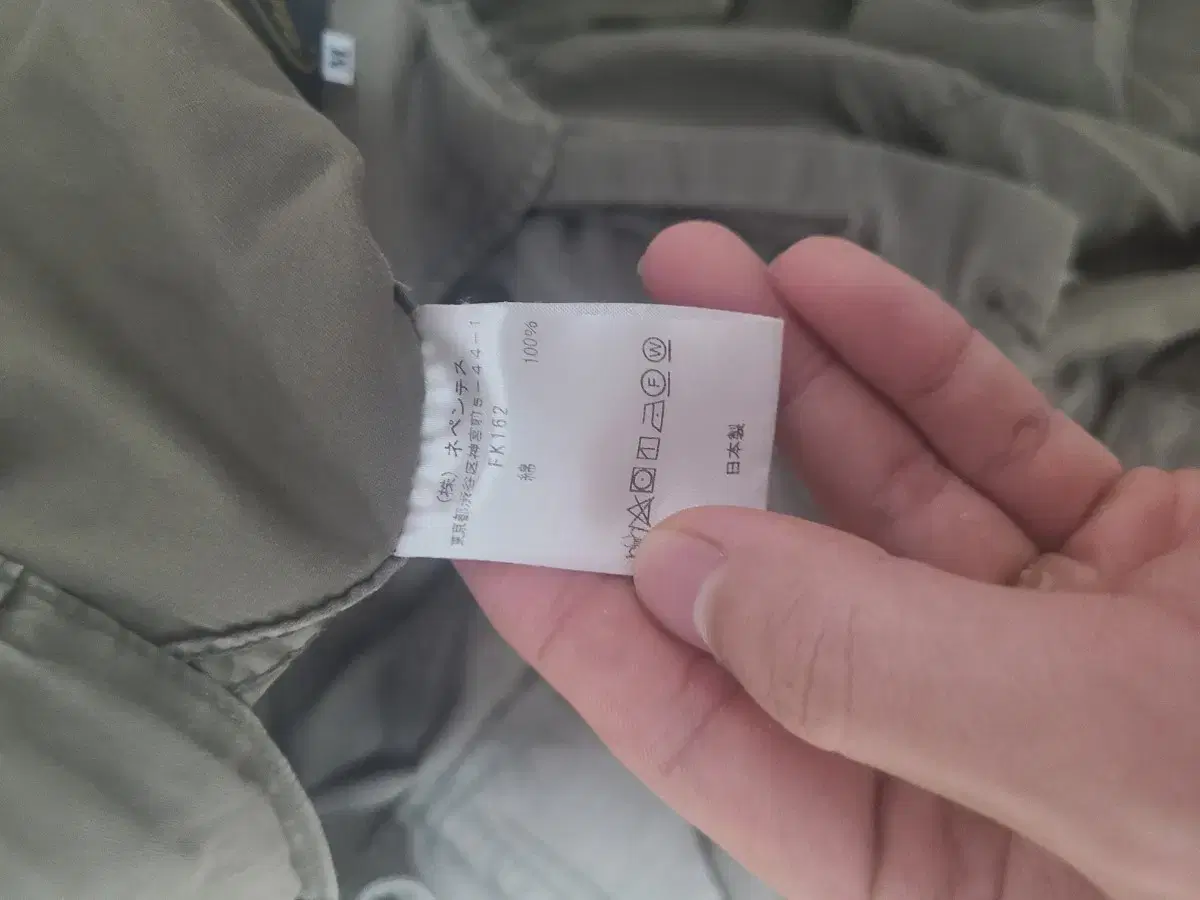 M
(株) ネペンテス
東京都渋谷区神宮前5-44-1
FK162
綿 100%
F W
日本製